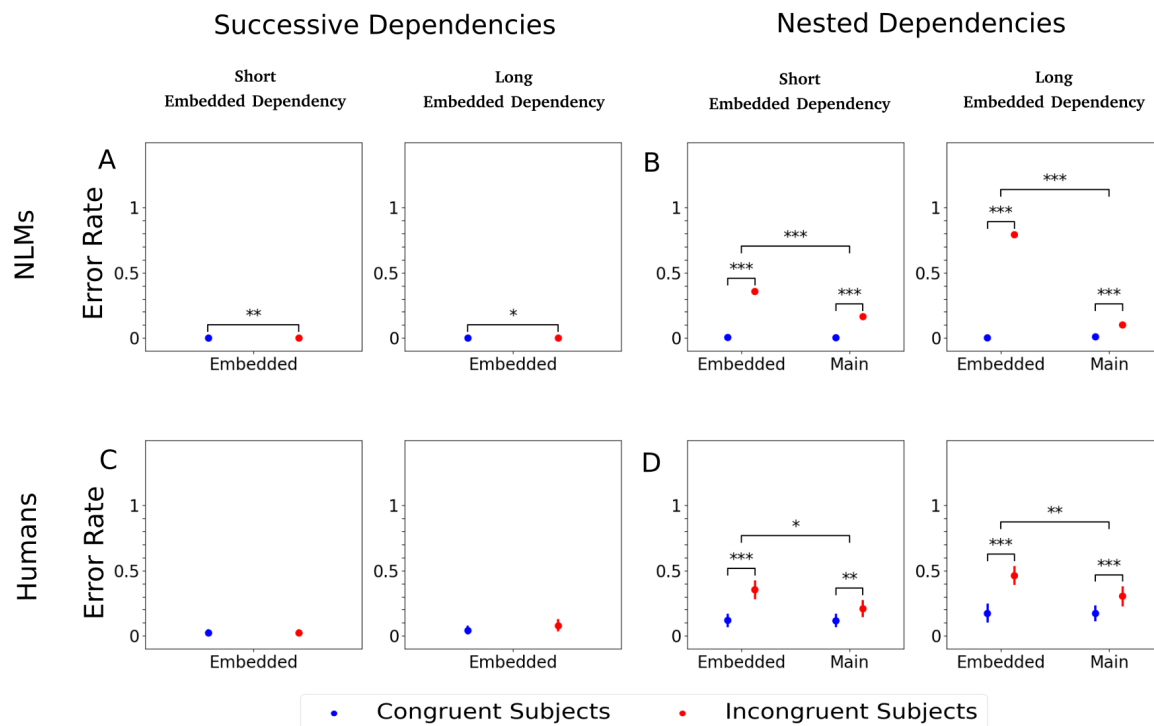 Successive Dependencies
Nested Dependencies
Short
Embedded Dependency
Long
Embedded Dependency
Short
Embedded Dependency
Long
Embedded Dependency
NLMs
A
Error Rate
1
0.5
0
**
Embedded
1
0.5
0
*
Embedded
B
1
0.5
0
***
***
***
Embedded
Main
1
0.5
0
***
***
***
Embedded
Main
Humans
C
Error Rate
1
0.5
0
Embedded
1
0.5
0
Embedded
D
1
0.5
0
*
***
**
Embedded
Main
1
0.5
0
**
***
***
Embedded
Main
Congruent Subjects
Incongruent Subjects